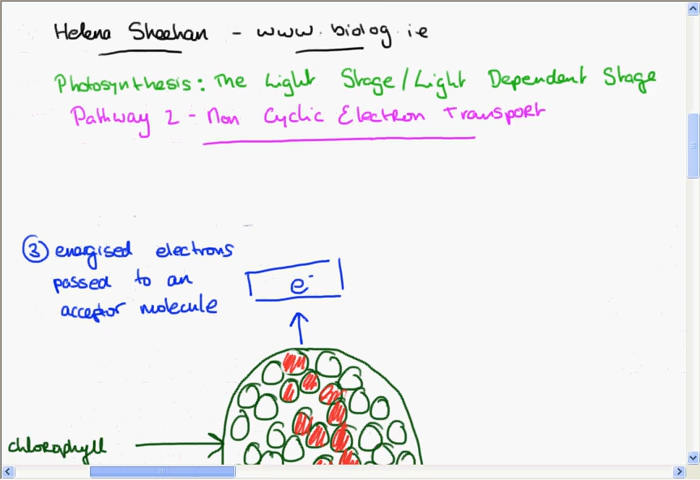 Helena Sheehan - www.biolog.ie
Photosynthesis: The Light Stage/Light Dependent Stage
Pathway 2 - Non Cyclic Electron Transport
③ energised electrons
passed to an
acceptor molecule
e⁻
chlorophyll